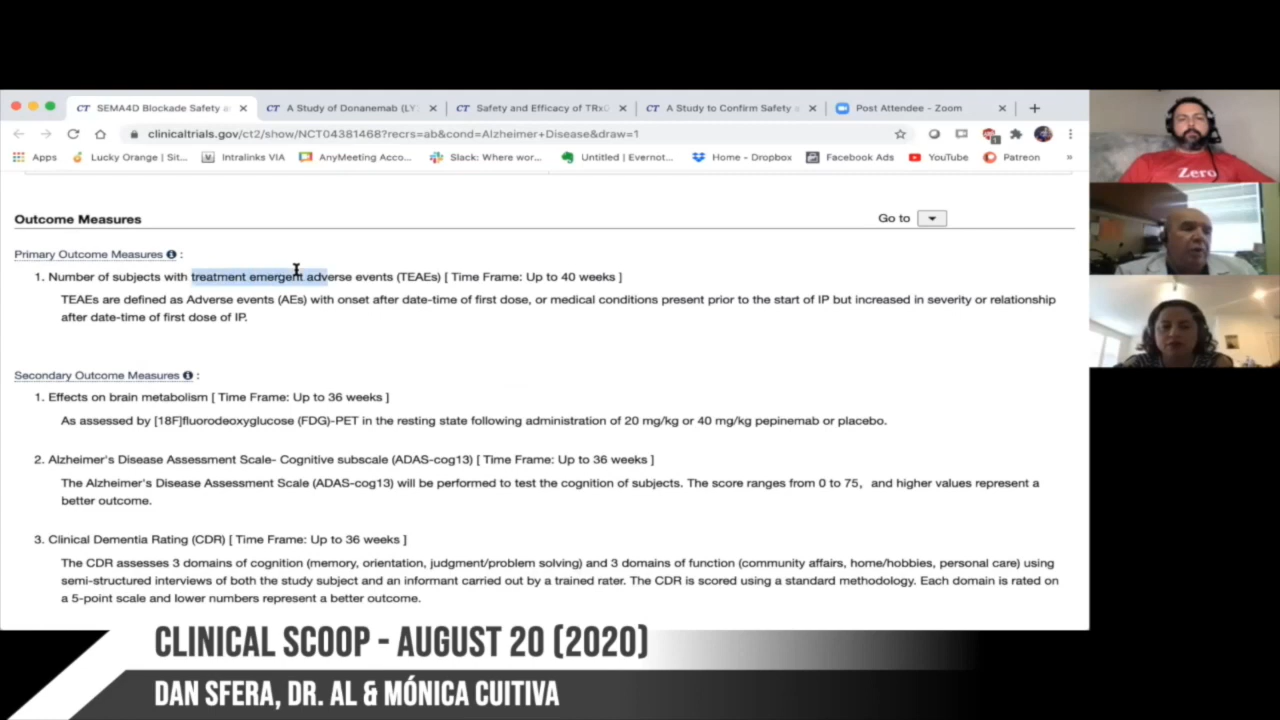 SEMA4D Blockade Safety a
A Study of Donanemab (LY
Safety and Efficacy of TRx
A Study to Confirm Safety
Post Attendee - Zoom
clinicaltrials.gov/ct2/show/NCT04381468?recrs=ab&cond=Alzheimer+Disease&draw=1
Apps
Lucky Orange | Sit...
Intralinks VIA
AnyMeeting Acco...
Slack: Where wor...
Untitled | Evernot...
Home - Dropbox
Facebook Ads
YouTube
Patreon
»
Outcome Measures
Go to
Primary Outcome Measures :
1. Number of subjects with treatment emergent adverse events (TEAEs) [ Time Frame: Up to 40 weeks ]
TEAEs are defined as Adverse events (AEs) with onset after date-time of first dose, or medical conditions present prior to the start of IP but increased in severity or relationship
after date-time of first dose of IP.
Secondary Outcome Measures :
1. Effects on brain metabolism [ Time Frame: Up to 36 weeks ]
As assessed by [18F]fluorodeoxyglucose (FDG)-PET in the resting state following administration of 20 mg/kg or 40 mg/kg pepinemab or placebo.
2. Alzheimer's Disease Assessment Scale- Cognitive subscale (ADAS-cog13) [ Time Frame: Up to 36 weeks ]
The Alzheimer's Disease Assessment Scale (ADAS-cog13) will be performed to test the cognition of subjects. The score ranges from 0 to 75, and higher values represent a
better outcome.
3. Clinical Dementia Rating (CDR) [ Time Frame: Up to 36 weeks ]
The CDR assesses 3 domains of cognition (memory, orientation, judgment/problem solving) and 3 domains of function (community affairs, home/hobbies, personal care) using
semi-structured interviews of both the study subject and an informant carried out by a trained rater. The CDR is scored using a standard methodology. Each domain is rated on
a 5-point scale and lower numbers represent a better outcome.
Zero
CLINICAL SCOOP - AUGUST 20 (2020)
DAN SFERA, DR. AL & MÓNICA CUITIVA